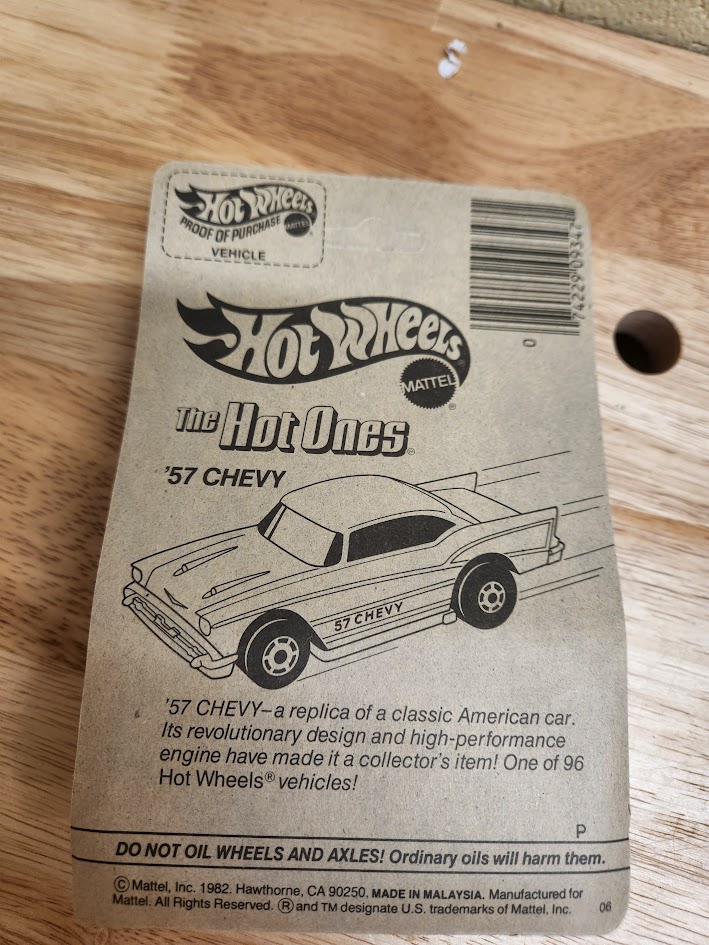 Hot Wheels
MATTEL
PROOF OF PURCHASE
VEHICLE
74229 09347
0
Hot Wheels®
MATTEL®
The Hot Ones®
'57 CHEVY
57 CHEVY
'57 CHEVY–a replica of a classic American car.
Its revolutionary design and high-performance
engine have made it a collector's item! One of 96
Hot Wheels® vehicles!
P
DO NOT OIL WHEELS AND AXLES! Ordinary oils will harm them.
© Mattel, Inc. 1982. Hawthorne, CA 90250. MADE IN MALAYSIA. Manufactured for
Mattel. All Rights Reserved. ® and TM designate U.S. trademarks of Mattel, Inc. 06